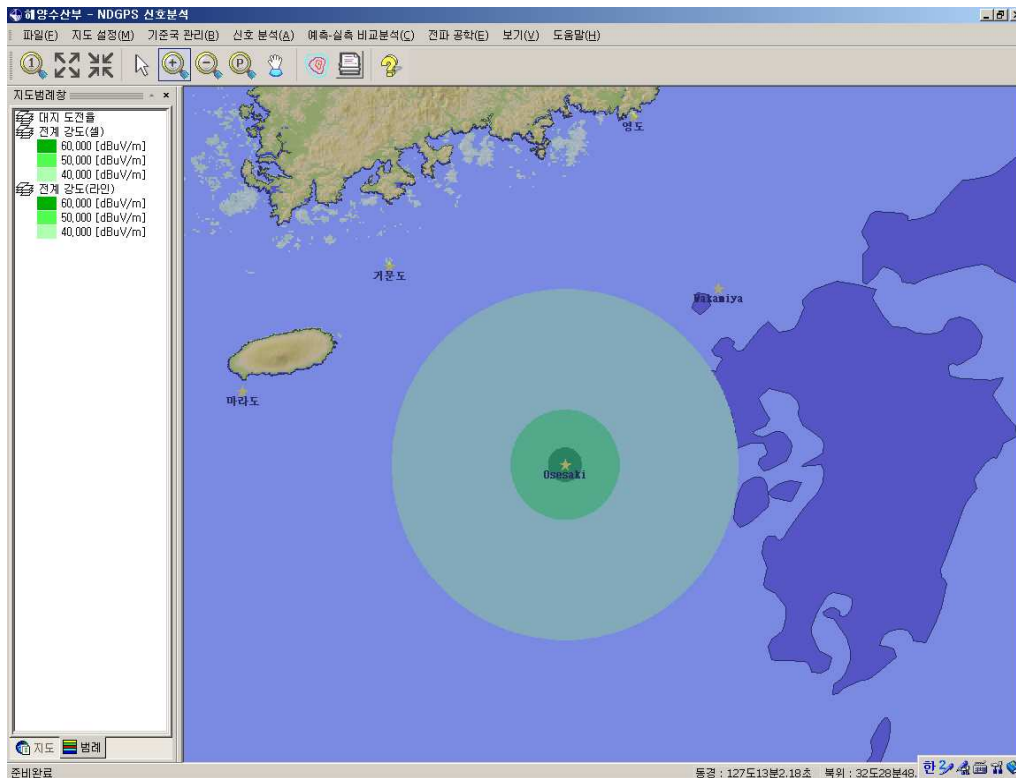 해양수산부 - NDGPS 신호분석
파일(F) 지도 설정(M) 기준국 관리(B) 신호 분석(A) 예측-실측 비교분석(C) 전파 공학(E) 보기(V) 도움말(H)
지도범례창
대지 도전율
전계 강도(셀)
60,000 [dBuV/m]
50,000 [dBuV/m]
40,000 [dBuV/m]
전계 강도(라인)
60,000 [dBuV/m]
50,000 [dBuV/m]
40,000 [dBuV/m]
영도
거문도
Wakamiya
마라도
Osesaki
지도 범례
준비완료
동경 : 127도13분2.18초 북위 : 32도28분48.
한